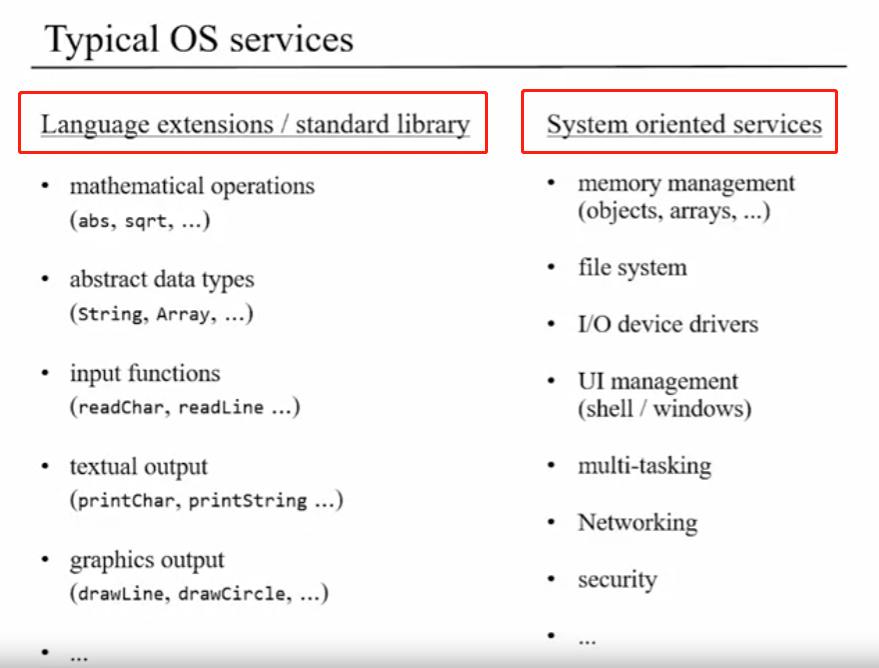 Typical OS services
Language extensions / standard library
• mathematical operations
(abs, sqrt, ...)
• abstract data types
(String, Array, ...)
• input functions
(readChar, readLine ...)
• textual output
(printChar, printString ...)
• graphics output
(drawLine, drawCircle, ...)
• ...
System oriented services
• memory management
(objects, arrays, ...)
• file system
• I/O device drivers
• UI management
(shell / windows)
• multi-tasking
• Networking
• security
• ...